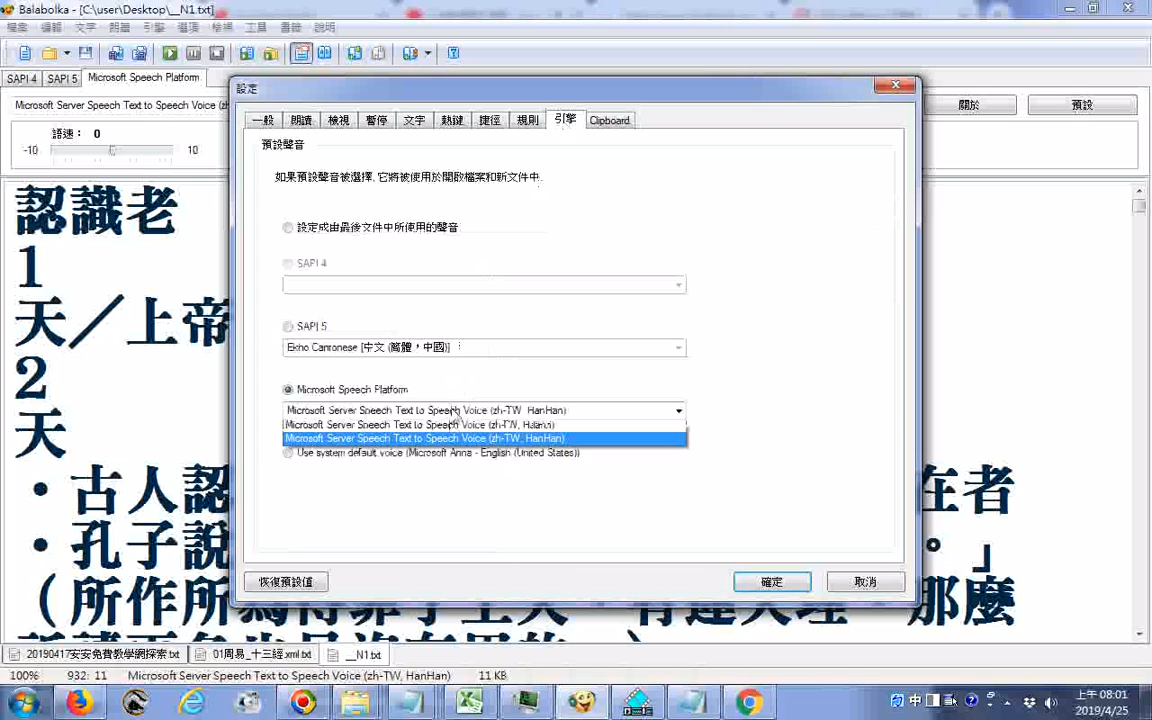 Balabolka - [C:\user\Desktop\__N1.txt]
檔案 編輯 文字 朗讀 引擎 選項 檢視 工具 書籤 說明
SAPI 4 SAPI 5 Microsoft Speech Platform
Microsoft Server Speech Text to Speech Voice (zh
關於 預設
語速： 0
-10 10
設定
一般 朗讀 檢視 暫停 文字 熱鍵 捷徑 規則 引擎 Clipboard
預設聲音
如果預設聲音被選擇, 它將被使用於開啟檔案和新文件中.
設定成由最後文件中所使用的聲音
SAPI 4
SAPI 5
Ekho Cantonese [中文 (簡體，中國)]
Microsoft Speech Platform
Microsoft Server Speech Text to Speech Voice (zh-TW, HanHan)
Microsoft Server Speech Text to Speech Voice (zh-TW, HanHan)
Use system default voice (Microsoft Anna - English (United States))
恢復預設值 確定 取消
認識老
1
天／上帝
2
天
・古人認 在者
・孔子說 。」
（所作所為得罪了上天，有違天理，那麼
20190417安安免費教學網探索.txt 01周易_十三經.xml.txt __N1.txt
100% 932: 11 Microsoft Server Speech Text to Speech Voice (zh-TW, HanHan) 11 KB
中
上午 08:01
2019/4/25